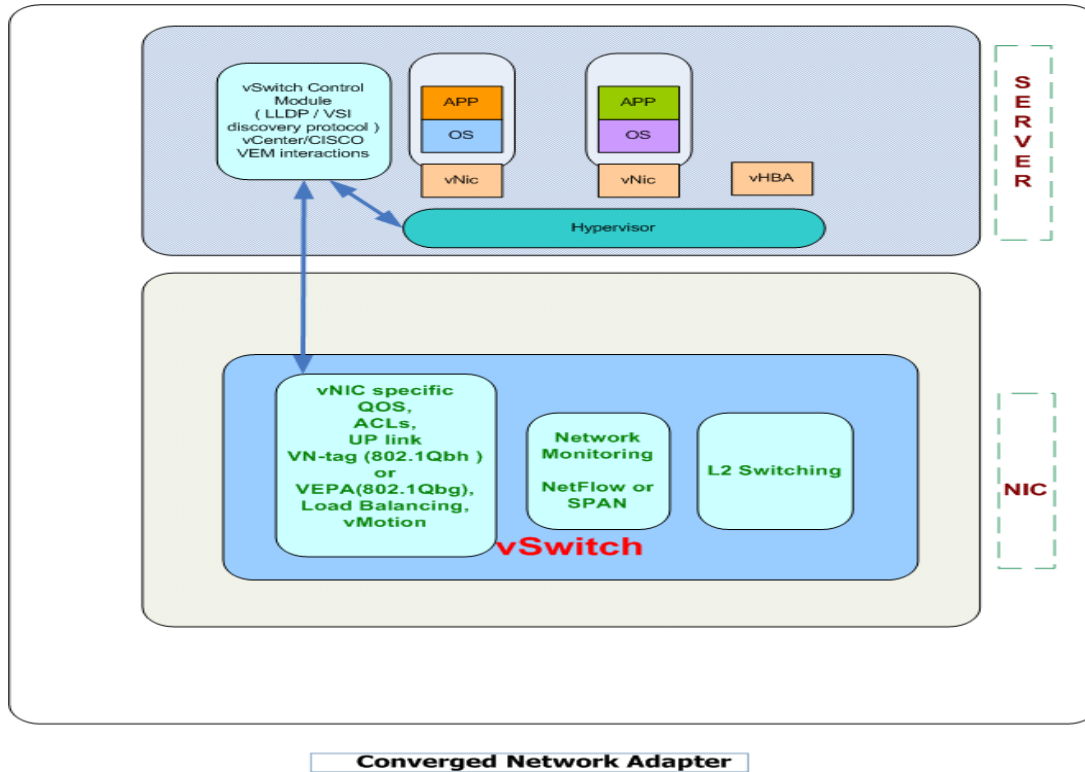 vSwitch Control
Module
( LLDP / VSI
discovery protocol )
vCenter/CISCO
VEM interactions
APP
OS
vNic
APP
OS
vNic
vHBA
Hypervisor
SERVER
vNIC specific
QOS,
ACLs,
UP link
VN-tag (802.1Qbh )
or
VEPA(802.1Qbg),
Load Balancing,
vMotion
Network
Monitoring
NetFlow or
SPAN
L2 Switching
vSwitch
NIC
Converged Network Adapter